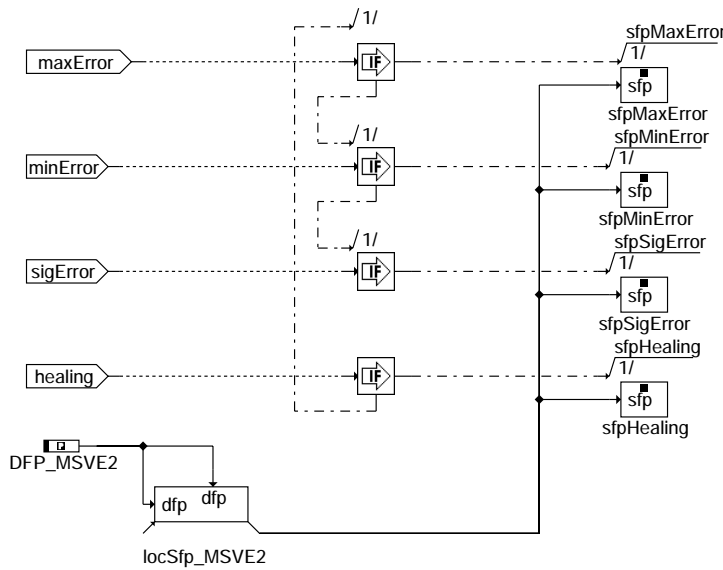 1/
sfpMaxError
maxError
IF
1/
sfp
sfpMaxError
1/
sfpMinError
minError
IF
1/
sfp
sfpMinError
1/
sfpSigError
sigError
IF
1/
sfp
sfpSigError
sfpHealing
healing
IF
1/
sfp
sfpHealing
DFP_MSVE2
dfp
dfp
locSfp_MSVE2